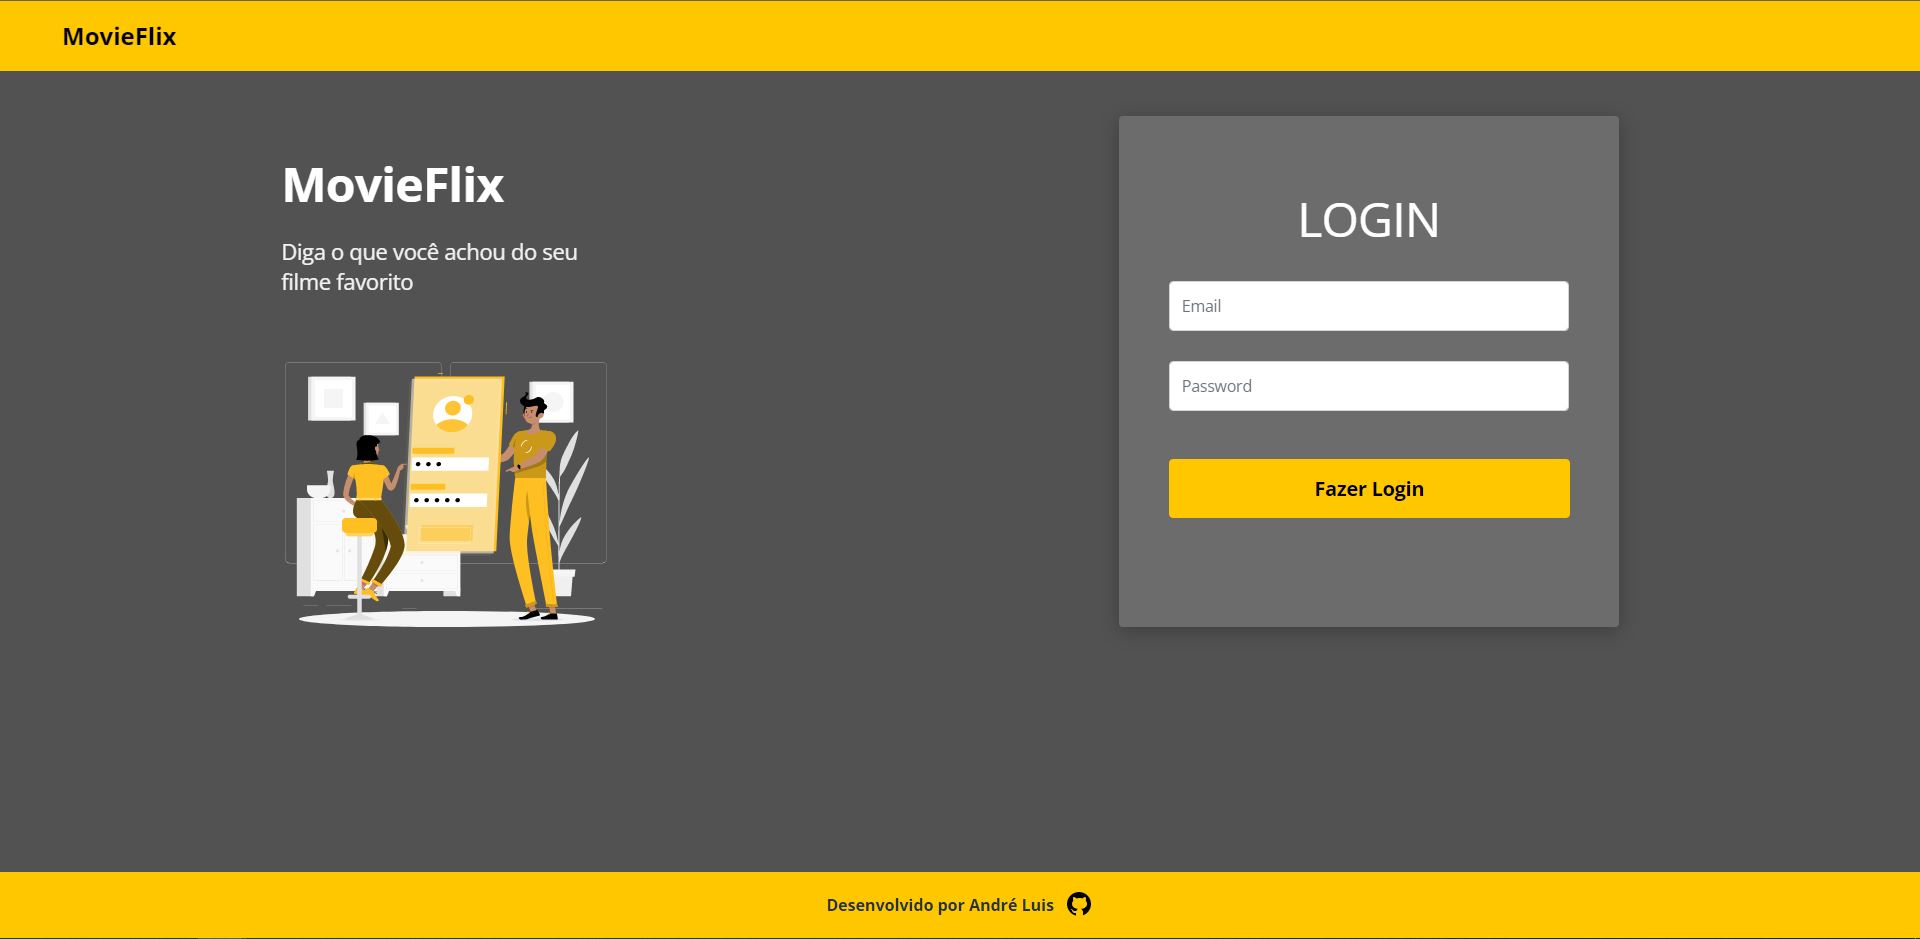 MovieFlix
MovieFlix
Diga o que você achou do seu
filme favorito
LOGIN
Email
Password
Fazer Login
Desenvolvido por André Luis